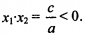 x₁·x₂ = c/a < 0.